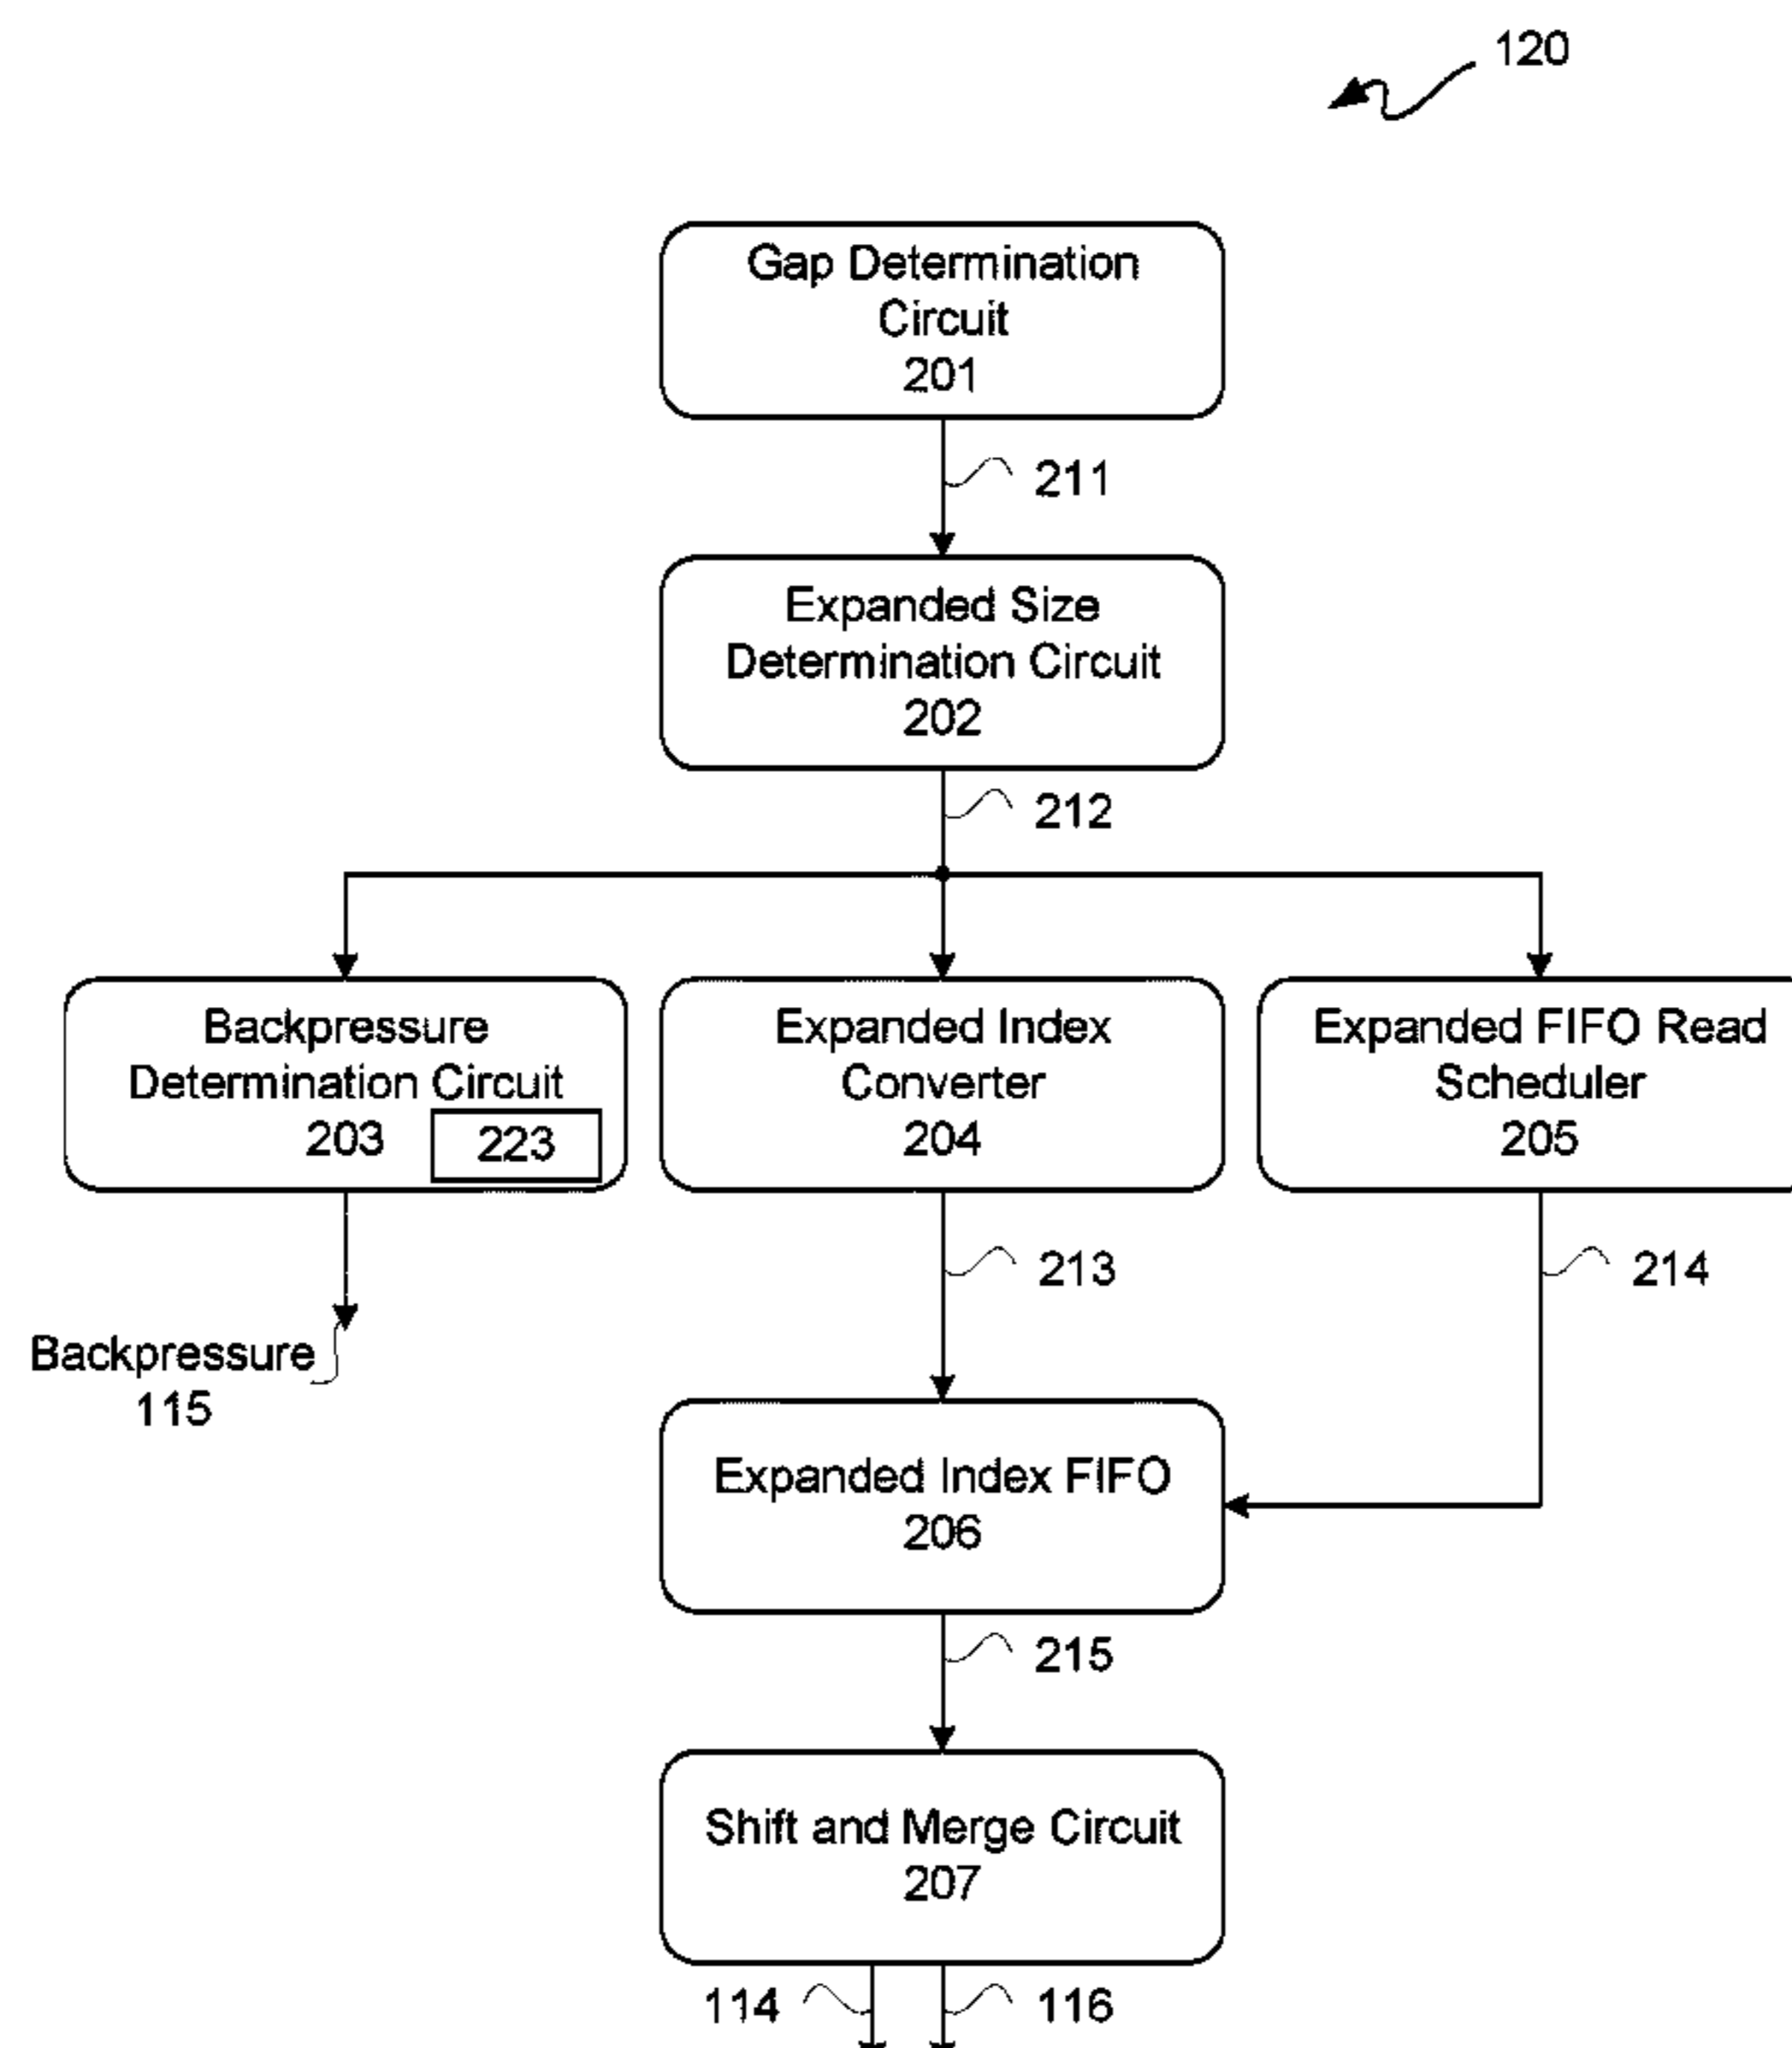 120
Gap Determination
Circuit
201
211
Expanded Size
Determination Circuit
202
212
Backpressure
Determination Circuit
203
223
Expanded Index
Converter
204
Expanded FIFO Read
Scheduler
205
213
214
Backpressure
115
Expanded Index FIFO
206
215
Shift and Merge Circuit
207
114
116